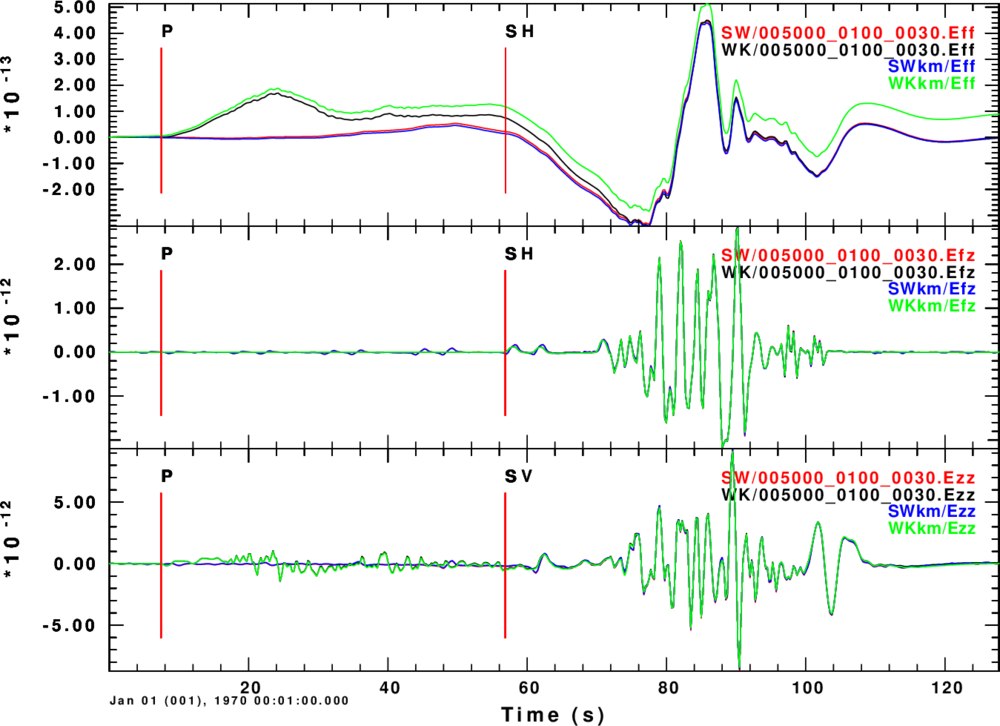 5.00
4.00
3.00
2.00
1.00
0.00
-1.00
-2.00
*10 -13
P
SH
SW/005000_0100_0030.Eff
WK/005000_0100_0030.Eff
SWkm/Eff
WKkm/Eff
2.00
1.00
0.00
-1.00
*10 -12
P
SH
SW/005000_0100_0030.Efz
WK/005000_0100_0030.Efz
SWkm/Efz
WKkm/Efz
5.00
0.00
-5.00
*10 -12
P
SV
SW/005000_0100_0030.Ezz
WK/005000_0100_0030.Ezz
SWkm/Ezz
WKkm/Ezz
20 40 60 80 100 120
Jan 01 (001), 1970 00:01:00.000
Time (s)